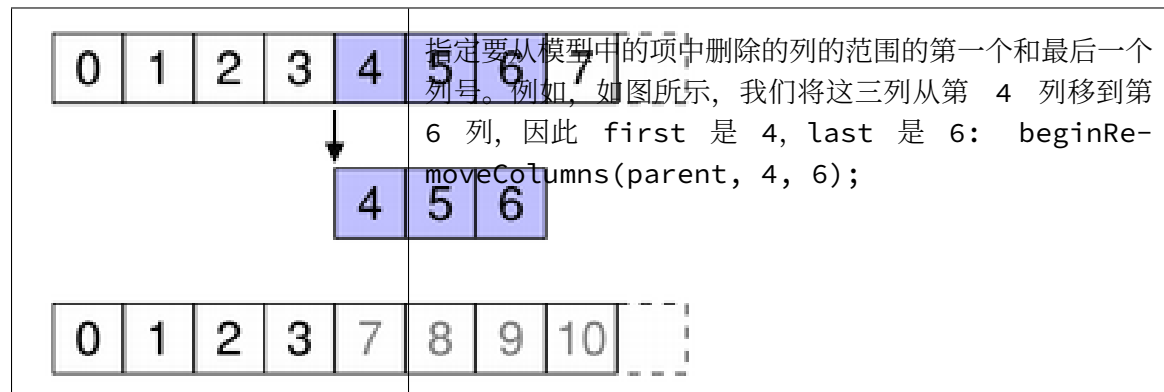 0 1 2 3 4 5 6 7
指定要从模型中的项中删除的列的范围的第一个和最后一个
列号。例如, 如图所示, 我们将这三列从第 4 列移到第
6 列, 因此 first 是 4, last 是 6: beginRe-
moveColumns(parent, 4, 6);
4 5 6
0 1 2 3 7 8 9 10